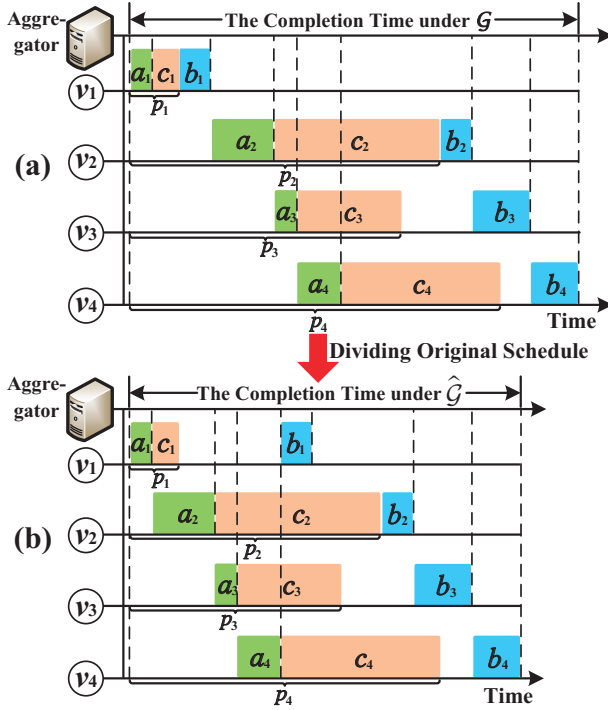 Aggre-
gator
The Completion Time under 𝒢
a₁ c₁ b₁
v₁
p₁
a₂ c₂ b₂
v₂
p₂
(a)
a₃ c₃ b₃
v₃
p₃
a₄ c₄ b₄
v₄
p₄
Time
Dividing Original Schedule
Aggre-
gator
The Completion Time under 𝒢̂
a₁ c₁ b₁
v₁
p₁
a₂ c₂ b₂
v₂
p₂
(b)
a₃ c₃ b₃
v₃
p₃
a₄ c₄ b₄
v₄
p₄
Time